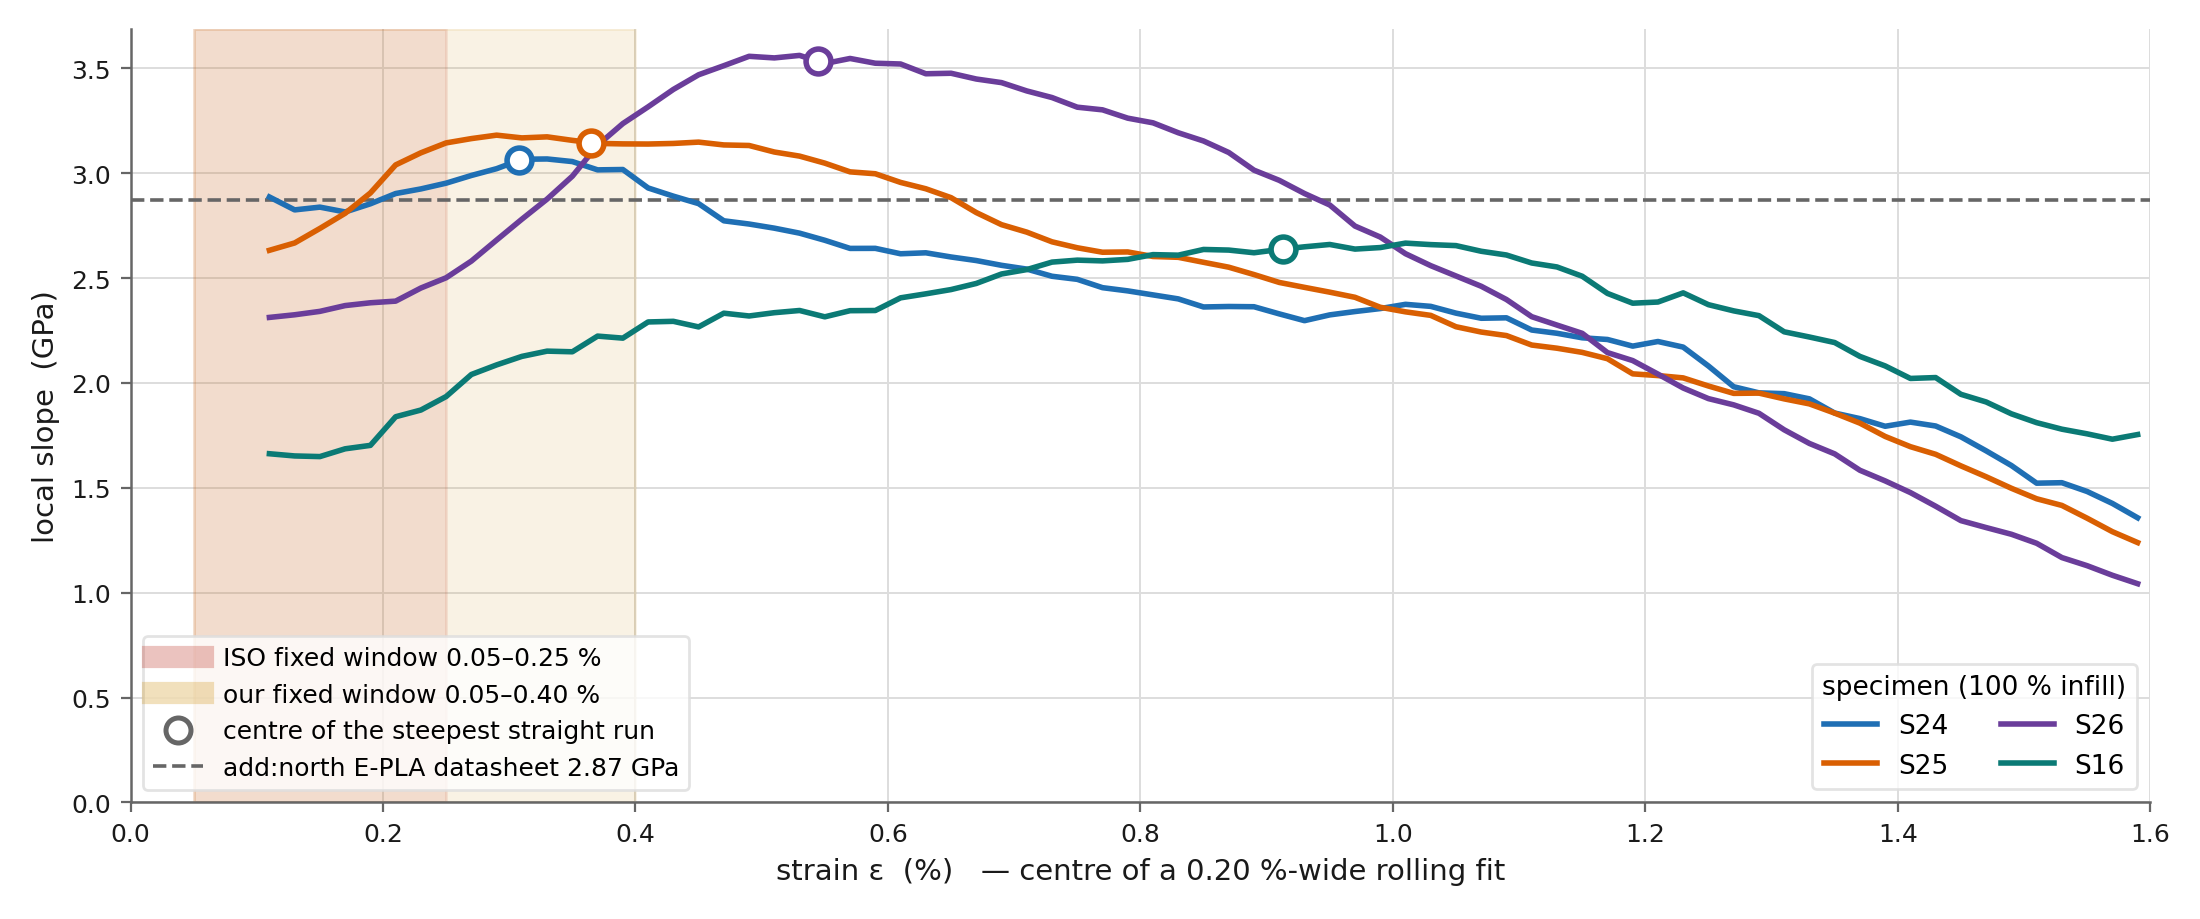 local slope (GPa)
3.5
3.0
2.5
2.0
1.5
1.0
0.5
0.0
ISO fixed window 0.05–0.25 %
our fixed window 0.05–0.40 %
centre of the steepest straight run
add:north E-PLA datasheet 2.87 GPa
specimen (100 % infill)
S24 S26
S25 S16
0.0 0.2 0.4 0.6 0.8 1.0 1.2 1.4 1.6
strain ε (%) — centre of a 0.20 %-wide rolling fit